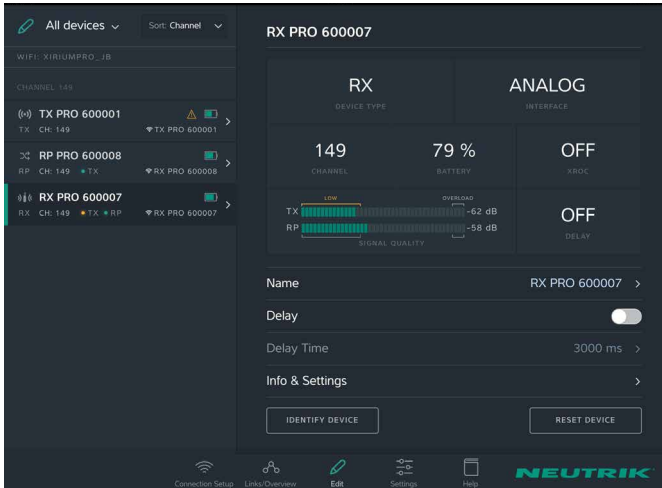 All devices
Sort: Channel
WIFI: XIRIUMPRO_JB
CHANNEL 149
TX PRO 600001
TX CH: 149 TX PRO 600001
RP PRO 600008
RP CH: 149 TX RX PRO 600008
RX PRO 600007
RX CH: 149 TX RP RX PRO 600007
RX PRO 600007
RX
DEVICE TYPE
ANALOG
INTERFACE
149
CHANNEL
79 %
BATTERY
OFF
XROC
LOW OVERLOAD
TX -62 dB
RP -58 dB
SIGNAL QUALITY
OFF
DELAY
Name RX PRO 600007
Delay
Delay Time 3000 ms
Info & Settings
IDENTIFY DEVICE RESET DEVICE
Connection Setup Links/Overview Edit Settings Help
NEUTRIK